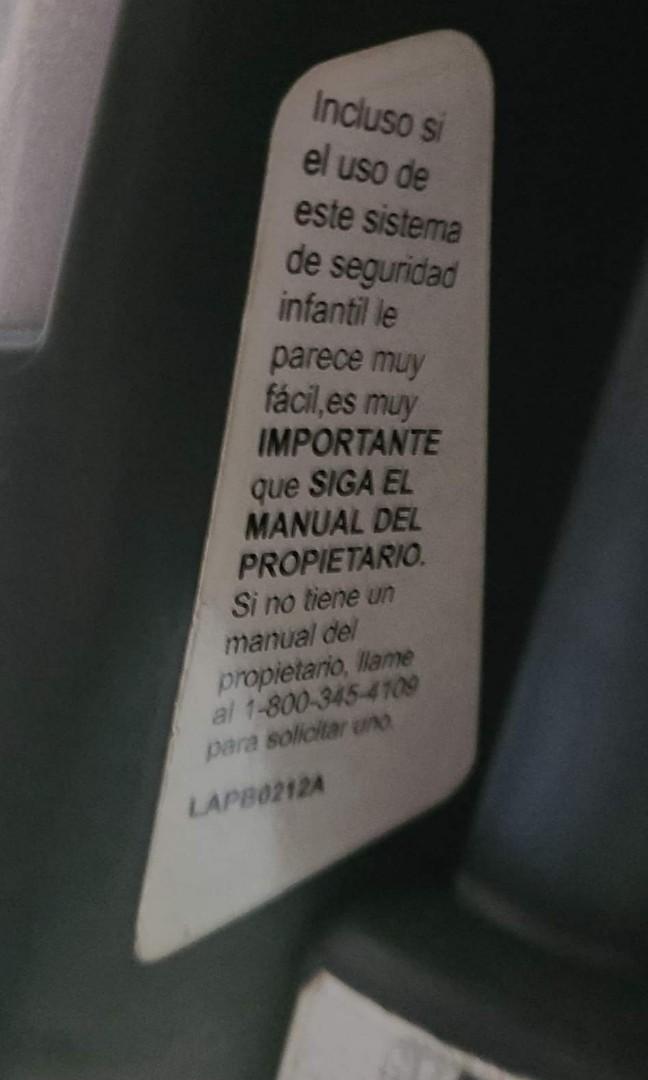 Incluso si
el uso de
este sistema
de seguridad
infantil le
parece muy
fácil,es muy
IMPORTANTE
que SIGA EL
MANUAL DEL
PROPIETARIO.
Si no tiene un
manual del
propietario, llame
al 1-800-345-4109
para solicitar uno.
LAPB0212A